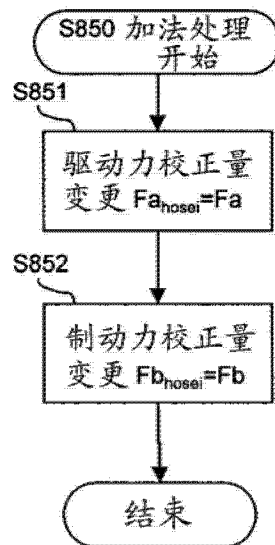 S850 加法处理
开始
S851
驱动力校正量
变更 Fahosei=Fa
S852
制动力校正量
变更 Fbhosei=Fb
结束